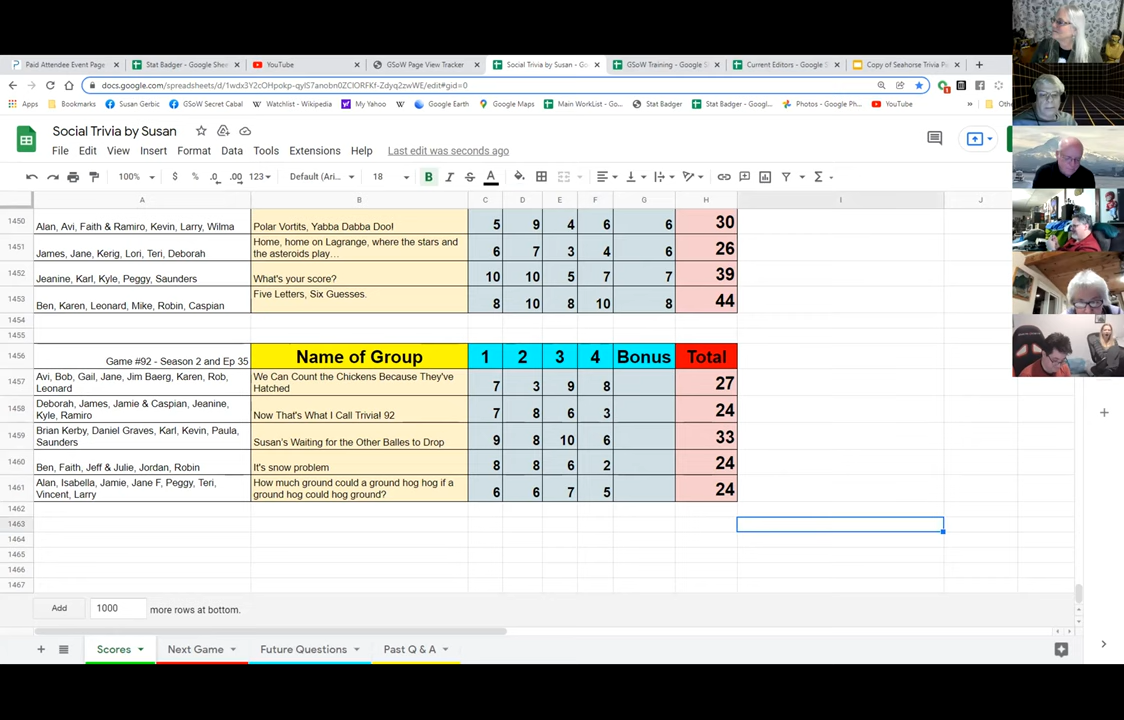 Paid Attendee Event Page
Stat Badger - Google She
YouTube
GSoW Page View Tracker
Social Trivia by Susan - Go
GSoW Training - Google S
Current Editors - Google S
Copy of Seahorse Trivia P
docs.google.com/spreadsheets/d/
Apps Bookmarks Susan Gerbic GSoW Secret Cabal Watchlist - Wikipedia My Yahoo Google Earth Google Maps Main WorkList - Go... Stat Badger Stat Badger - Googl... Photos - Google Ph... YouTube
Social Trivia by Susan
File Edit View Insert Format Data Tools Extensions Help Last edit was seconds ago
100% $ % .0 .00 123 Default (Ari... 18 B I S A
A B C D E F G H I J
1450 Alan, Avi, Faith & Ramiro, Kevin, Larry, Wilma Polar Vortits, Yabba Dabba Doo! 5 9 4 6 6 30
1451 James, Jane, Kerig, Lori, Teri, Deborah Home, home on Lagrange, where the stars and the asteroids play... 6 7 3 4 6 26
1452 Jeanine, Karl, Kyle, Peggy, Saunders What's your score? 10 10 5 7 7 39
1453 Ben, Karen, Leonard, Mike, Robin, Caspian Five Letters, Six Guesses. 8 10 8 10 8 44
1454
1455
1456 Game #92 - Season 2 and Ep 35 Name of Group 1 2 3 4 Bonus Total
1457 Avi, Bob, Gail, Jane, Jim Baerg, Karen, Rob, Leonard We Can Count the Chickens Because They've Hatched 7 3 9 8 27
1458 Deborah, James, Jamie & Caspian, Jeanine, Kyle, Ramiro Now That's What I Call Trivia! 92 7 8 6 3 24
1459 Brian Kerby, Daniel Graves, Karl, Kevin, Paula, Saunders Susan's Waiting for the Other Balles to Drop 9 8 10 6 33
1460 Ben, Faith, Jeff & Julie, Jordan, Robin It's snow problem 8 8 6 2 24
1461 Alan, Isabella, Jamie, Jane F, Peggy, Teri, Vincent, Larry How much ground could a ground hog hog if a ground hog could hog ground? 6 6 7 5 24
1462
1463
1464
1465
1466
1467
Add 1000 more rows at bottom.
Scores Next Game Future Questions Past Q & A